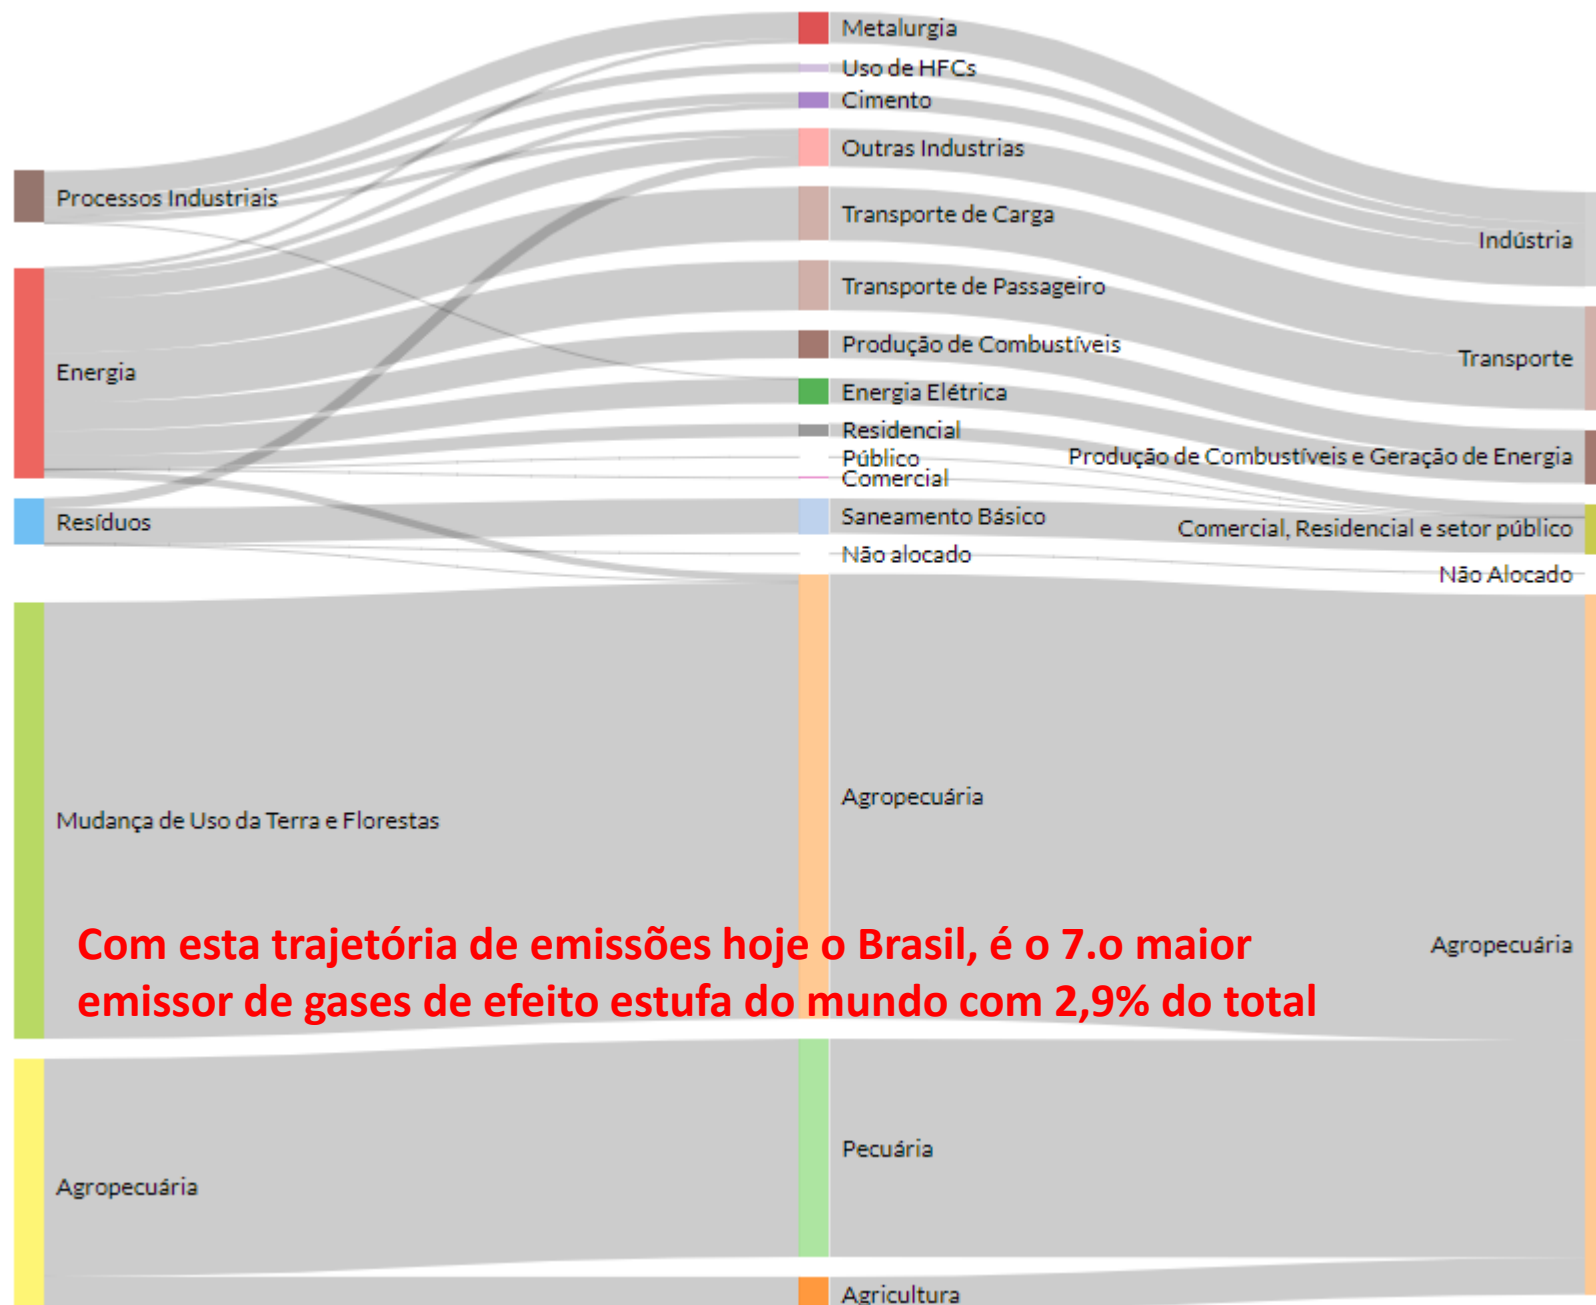 Metalurgia
Uso de HFCs
Cimento
Outras Industrias
Processos Industriais
Transporte de Carga
Indústria
Transporte de Passageiro
Produção de Combustíveis
Transporte
Energia
Energia Elétrica
Residencial
Público
Produção de Combustíveis e Geração de Energia
Comercial
Resíduos
Saneamento Básico
Comercial, Residencial e setor público
Não alocado
Não Alocado
Agropecuária
Mudança de Uso da Terra e Florestas
Com esta trajetória de emissões hoje o Brasil, é o 7.o maior
Agropecuária
emissor de gases de efeito estufa do mundo com 2,9% do total
Pecuária
Agropecuária
Agricultura